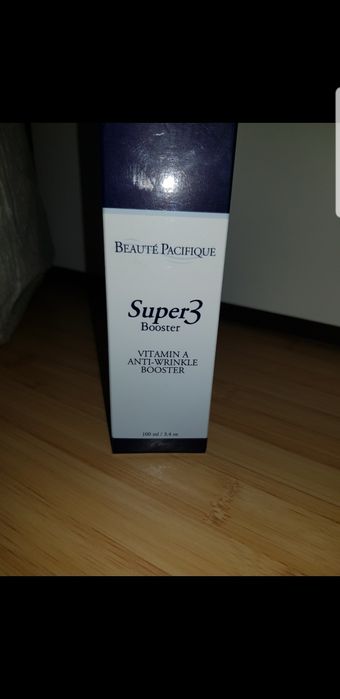 BEAUTÉ PACIFIQUE
Super3
Booster
VITAMIN A
ANTI-WRINKLE
BOOSTER
100 ml / 3.4 oz